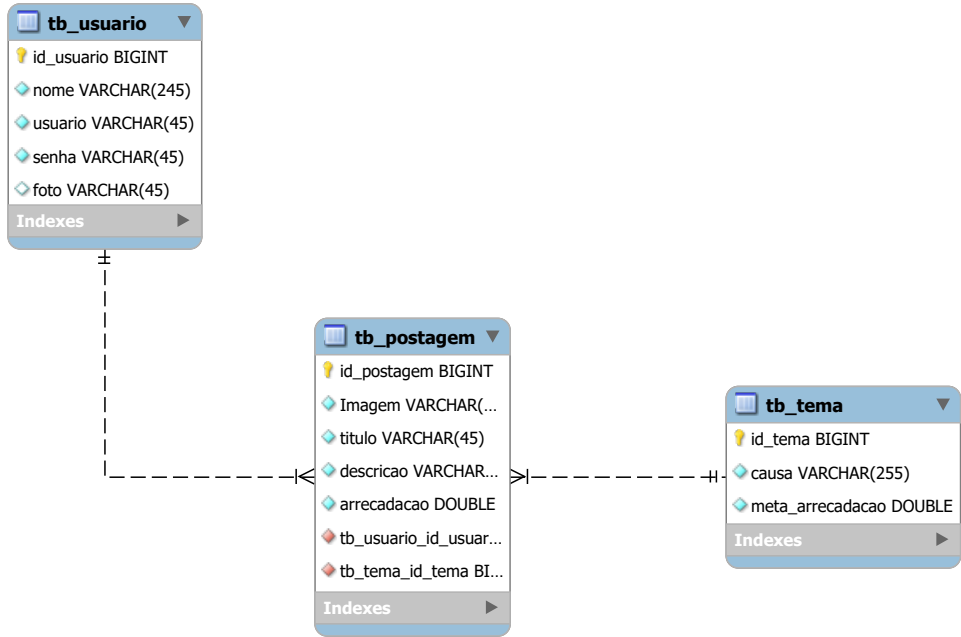 tb_usuario
id_usuario BIGINT
nome VARCHAR(245)
usuario VARCHAR(45)
senha VARCHAR(45)
foto VARCHAR(45)
Indexes
tb_postagem
id_postagem BIGINT
Imagem VARCHAR(...
titulo VARCHAR(45)
descricao VARCHAR...
arrecadacao DOUBLE
tb_usuario_id_usuar...
tb_tema_id_tema BI...
Indexes
tb_tema
id_tema BIGINT
causa VARCHAR(255)
meta_arrecadacao DOUBLE
Indexes